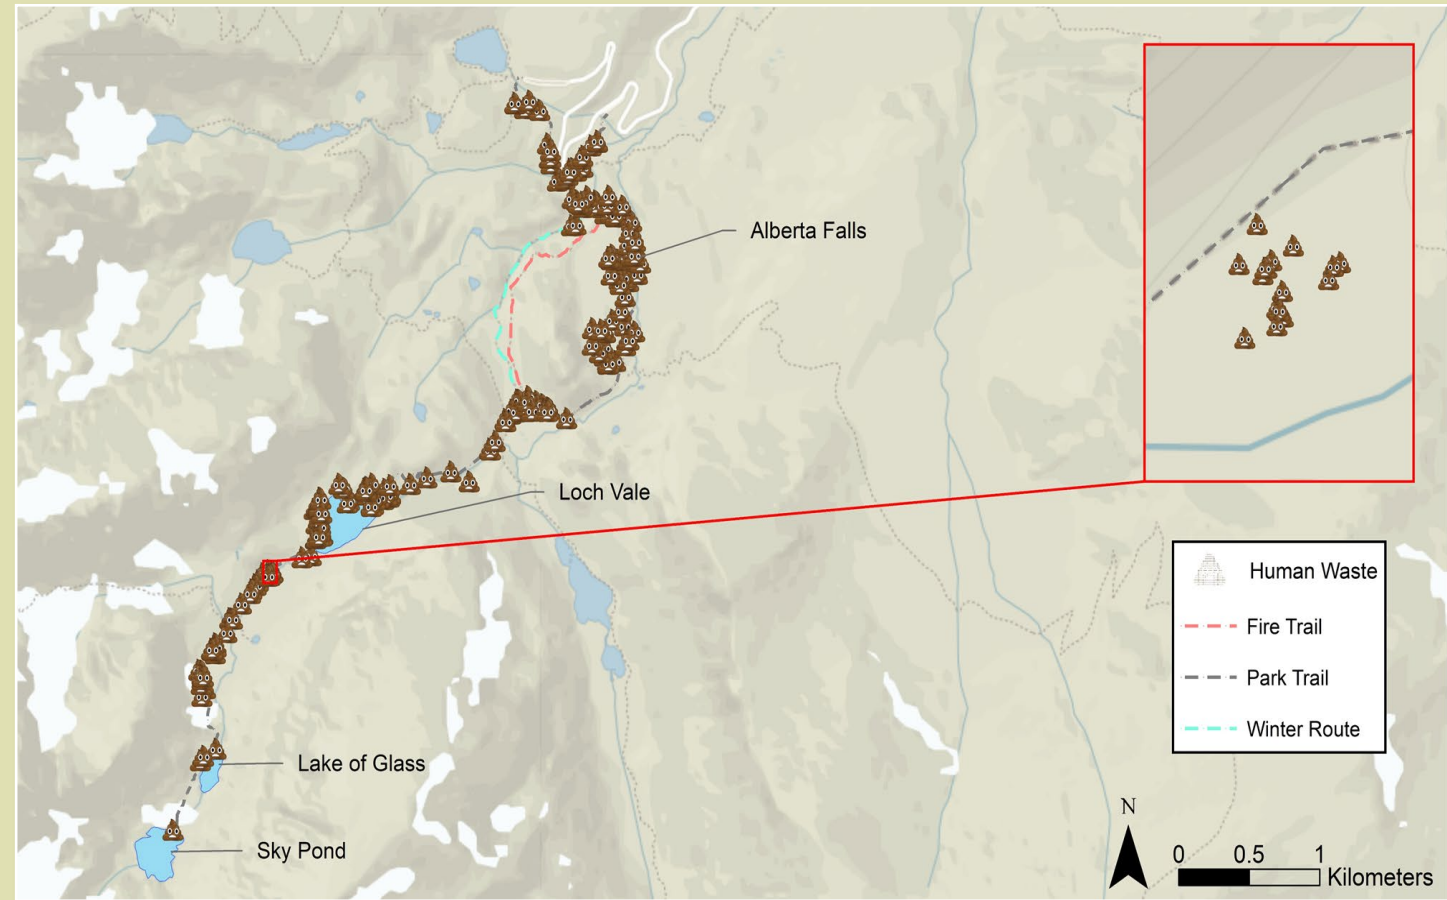 Alberta Falls
Loch Vale
Lake of Glass
Sky Pond
Human Waste
Fire Trail
Park Trail
Winter Route
N
0 0.5 1
Kilometers